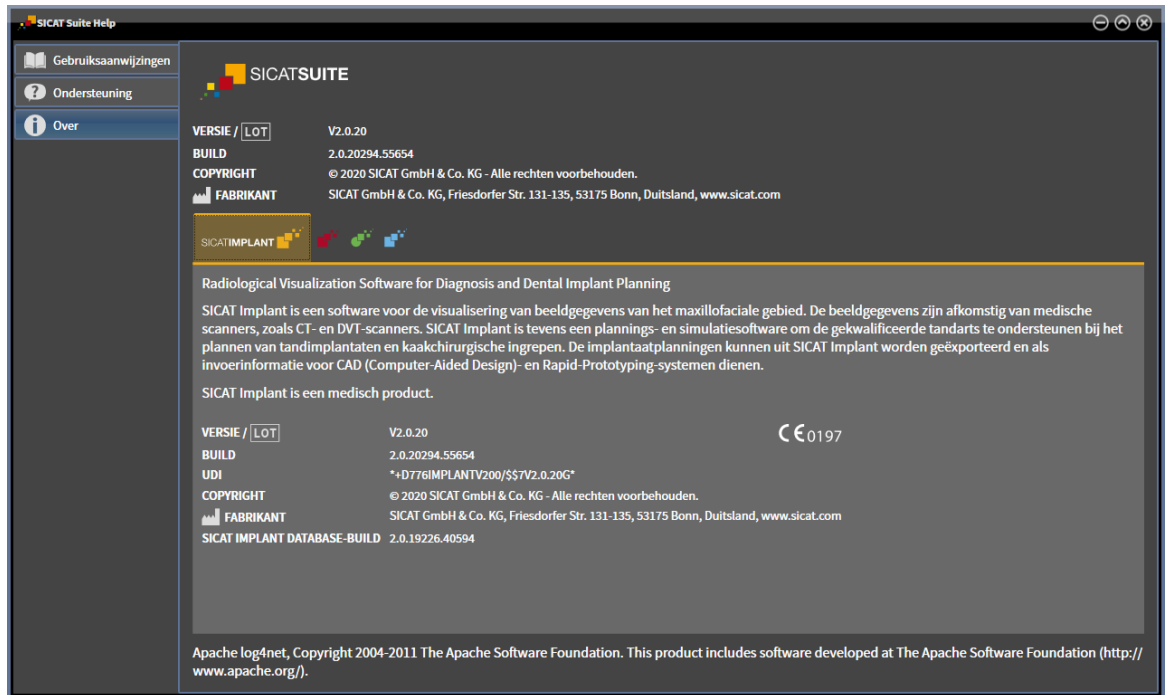 SICAT Suite Help
Gebruiksaanwijzingen
Ondersteuning
Over
SICATSUITE
VERSIE / LOT V2.0.20
BUILD 2.0.20294.55654
COPYRIGHT © 2020 SICAT GmbH & Co. KG - Alle rechten voorbehouden.
FABRIKANT SICAT GmbH & Co. KG, Friesdorfer Str. 131-135, 53175 Bonn, Duitsland, www.sicat.com
SICATIMPLANT
Radiological Visualization Software for Diagnosis and Dental Implant Planning
SICAT Implant is een software voor de visualisering van beeldgegevens van het maxillofaciale gebied. De beeldgegevens zijn afkomstig van medische
scanners, zoals CT- en DVT-scanners. SICAT Implant is tevens een plannings- en simulatiesoftware om de gekwalificeerde tandarts te ondersteunen bij het
plannen van tandimplantaten en kaakchirurgische ingrepen. De implantaatplanningen kunnen uit SICAT Implant worden geëxporteerd en als
invoerinformatie voor CAD (Computer-Aided Design)- en Rapid-Prototyping-systemen dienen.
SICAT Implant is een medisch product.
VERSIE / LOT V2.0.20 CE0197
BUILD 2.0.20294.55654
UDI *+D776IMPLANTV200/$$7V2.0.20G*
COPYRIGHT © 2020 SICAT GmbH & Co. KG - Alle rechten voorbehouden.
FABRIKANT SICAT GmbH & Co. KG, Friesdorfer Str. 131-135, 53175 Bonn, Duitsland, www.sicat.com
SICAT IMPLANT DATABASE-BUILD 2.0.19226.40594
Apache log4net, Copyright 2004-2011 The Apache Software Foundation. This product includes software developed at The Apache Software Foundation (http://
www.apache.org/).